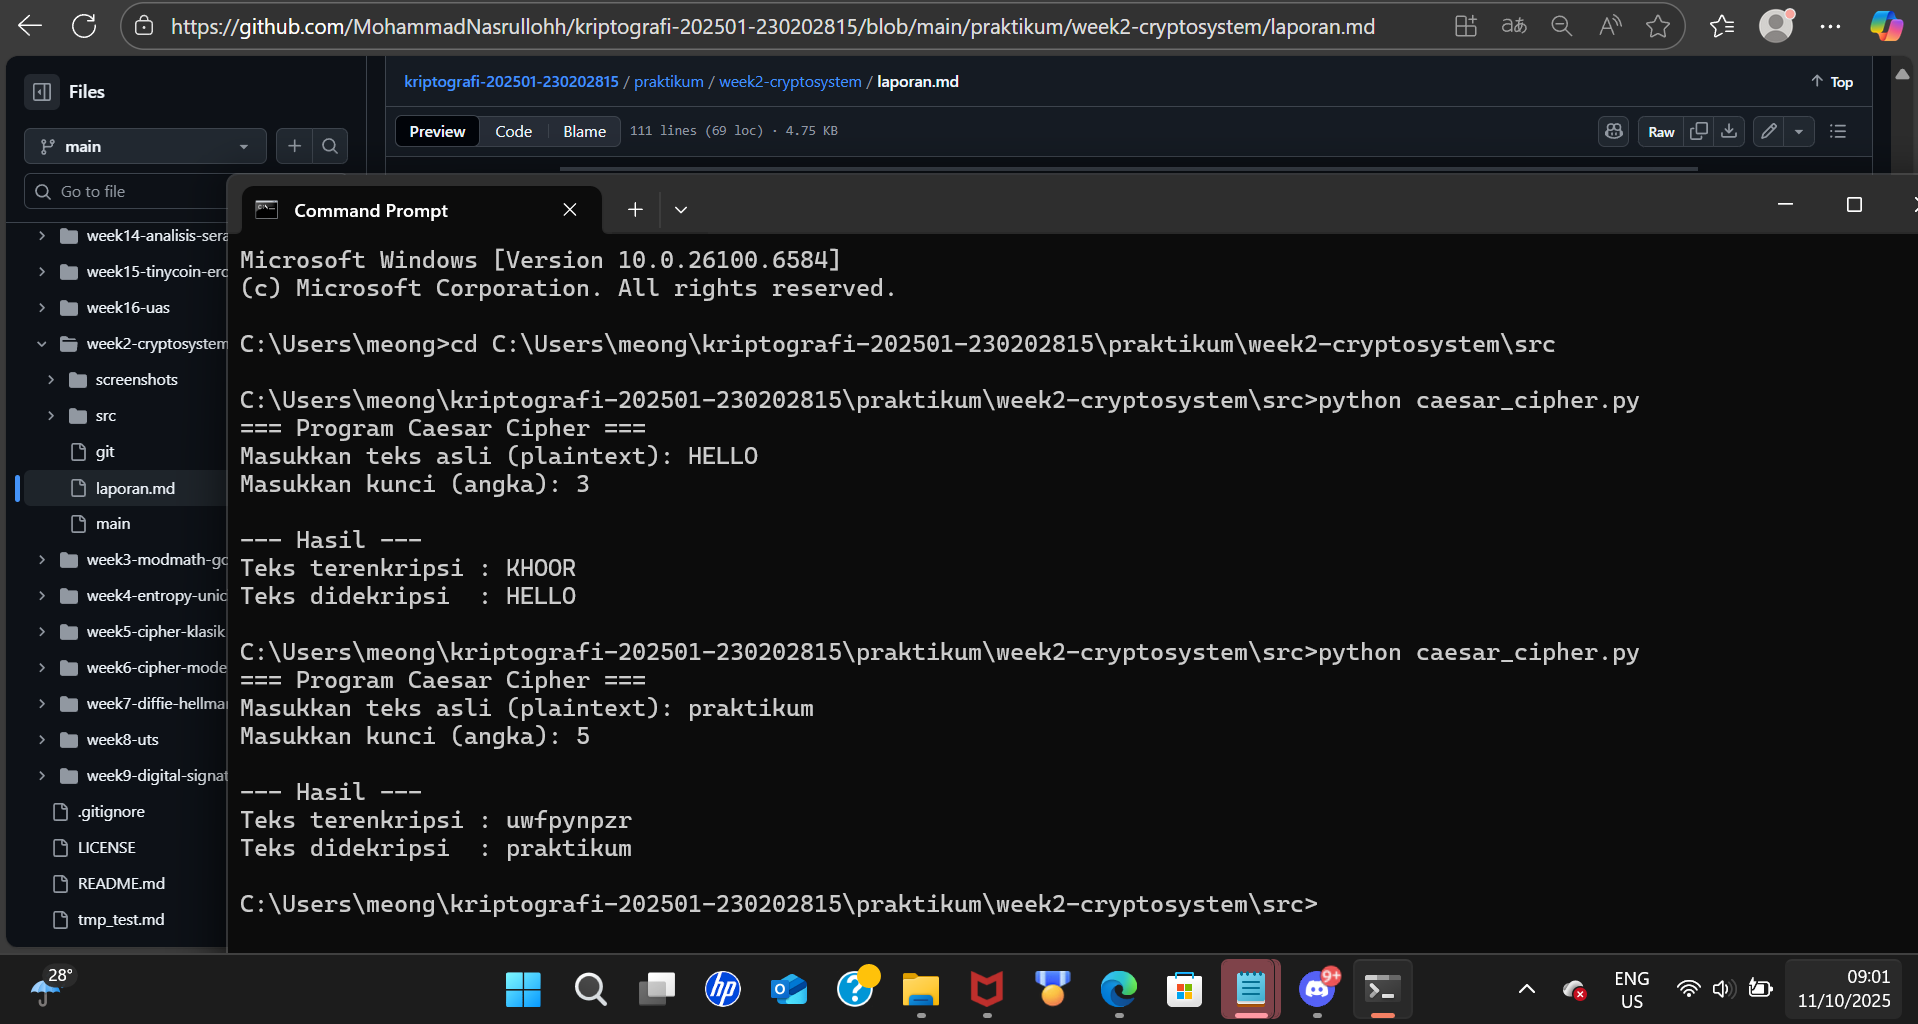 https://github.com/MohammadNasrullohh/kriptografi-202501-230202815/blob/main/praktikum/week2-cryptosystem/laporan.md
Files
kriptografi-202501-230202815 / praktikum / week2-cryptosystem / laporan.md
Top
main
Preview Code Blame 111 lines (69 loc) · 4.75 KB
Raw
Go to file
week14-analisis-sera
week15-tinycoin-erc
week16-uas
week2-cryptosystem
screenshots
src
git
laporan.md
main
week3-modmath-gc
week4-entropy-unic
week5-cipher-klasik
week6-cipher-mode
week7-diffie-hellma
week8-uts
week9-digital-signat
.gitignore
LICENSE
README.md
tmp_test.md
Command Prompt
Microsoft Windows [Version 10.0.26100.6584]
(c) Microsoft Corporation. All rights reserved.
C:\Users\meong>cd C:\Users\meong\kriptografi-202501-230202815\praktikum\week2-cryptosystem\src
C:\Users\meong\kriptografi-202501-230202815\praktikum\week2-cryptosystem\src>python caesar_cipher.py
=== Program Caesar Cipher ===
Masukkan teks asli (plaintext): HELLO
Masukkan kunci (angka): 3
--- Hasil ---
Teks terenkripsi : KHOOR
Teks didekripsi  : HELLO
C:\Users\meong\kriptografi-202501-230202815\praktikum\week2-cryptosystem\src>python caesar_cipher.py
=== Program Caesar Cipher ===
Masukkan teks asli (plaintext): praktikum
Masukkan kunci (angka): 5
--- Hasil ---
Teks terenkripsi : uwfpynpzr
Teks didekripsi  : praktikum
C:\Users\meong\kriptografi-202501-230202815\praktikum\week2-cryptosystem\src>
28°
hp
9+
ENG
US
09:01
11/10/2025